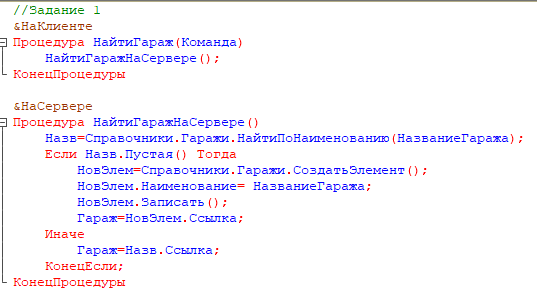 //Задание 1
&НаКлиенте
Процедура НайтиГараж(Команда)
НайтиГаражНаСервере();
КонецПроцедуры
&НаСервере
Процедура НайтиГаражНаСервере()
Назв=Справочники.Гаражи.НайтиПоНаименованию(НазваниеГаража);
Если Назв.Пустая() Тогда
НовЭлем=Справочники.Гаражи.СоздатьЭлемент();
НовЭлем.Наименование= НазваниеГаража;
НовЭлем.Записать();
Гараж=НовЭлем.Ссылка;
Иначе
Гараж=Назв.Ссылка;
КонецЕсли;
КонецПроцедуры